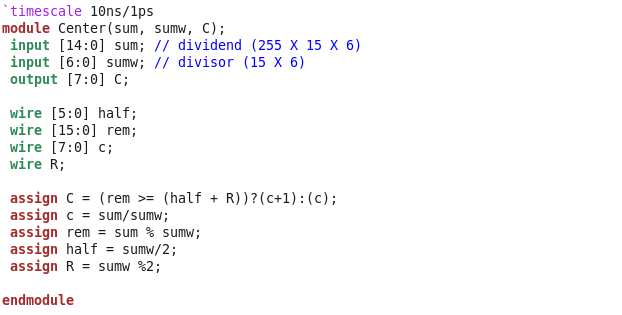 `timescale 10ns/1ps
module Center(sum, sumw, C);
input [14:0] sum; // dividend (255 X 15 X 6)
input [6:0] sumw; // divisor (15 X 6)
output [7:0] C;
wire [5:0] half;
wire [15:0] rem;
wire [7:0] c;
wire R;
assign C = (rem >= (half + R))?(c+1):(c);
assign c = sum/sumw;
assign rem = sum % sumw;
assign half = sumw/2;
assign R = sumw %2;
endmodule